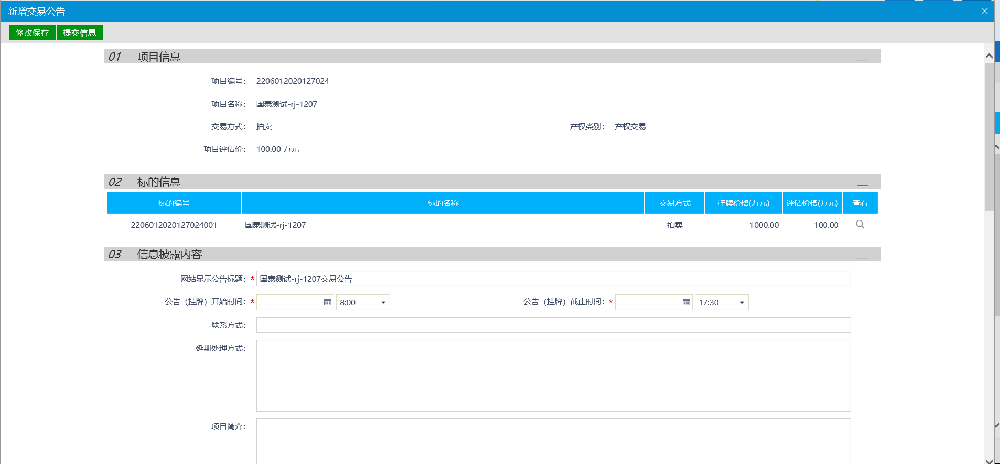 新增交易公告
修改保存 提交信息
01 项目信息
项目编号： 2206012020127024
项目名称： 国泰测试-rj-1207
交易方式： 拍卖 产权类别： 产权交易
项目评估价： 100.00 万元
02 标的信息
标的编号 标的名称 交易方式 挂牌价格(万元) 评估价格(万元) 查看
2206012020127024001 国泰测试-rj-1207 拍卖 1000.00 100.00
03 信息披露内容
网站显示公告标题： * 国泰测试-rj-1207交易公告
公告（挂牌）开始时间： * 8:00 公告（挂牌）截止时间： * 17:30
联系方式：
延期处理方式：
项目简介：